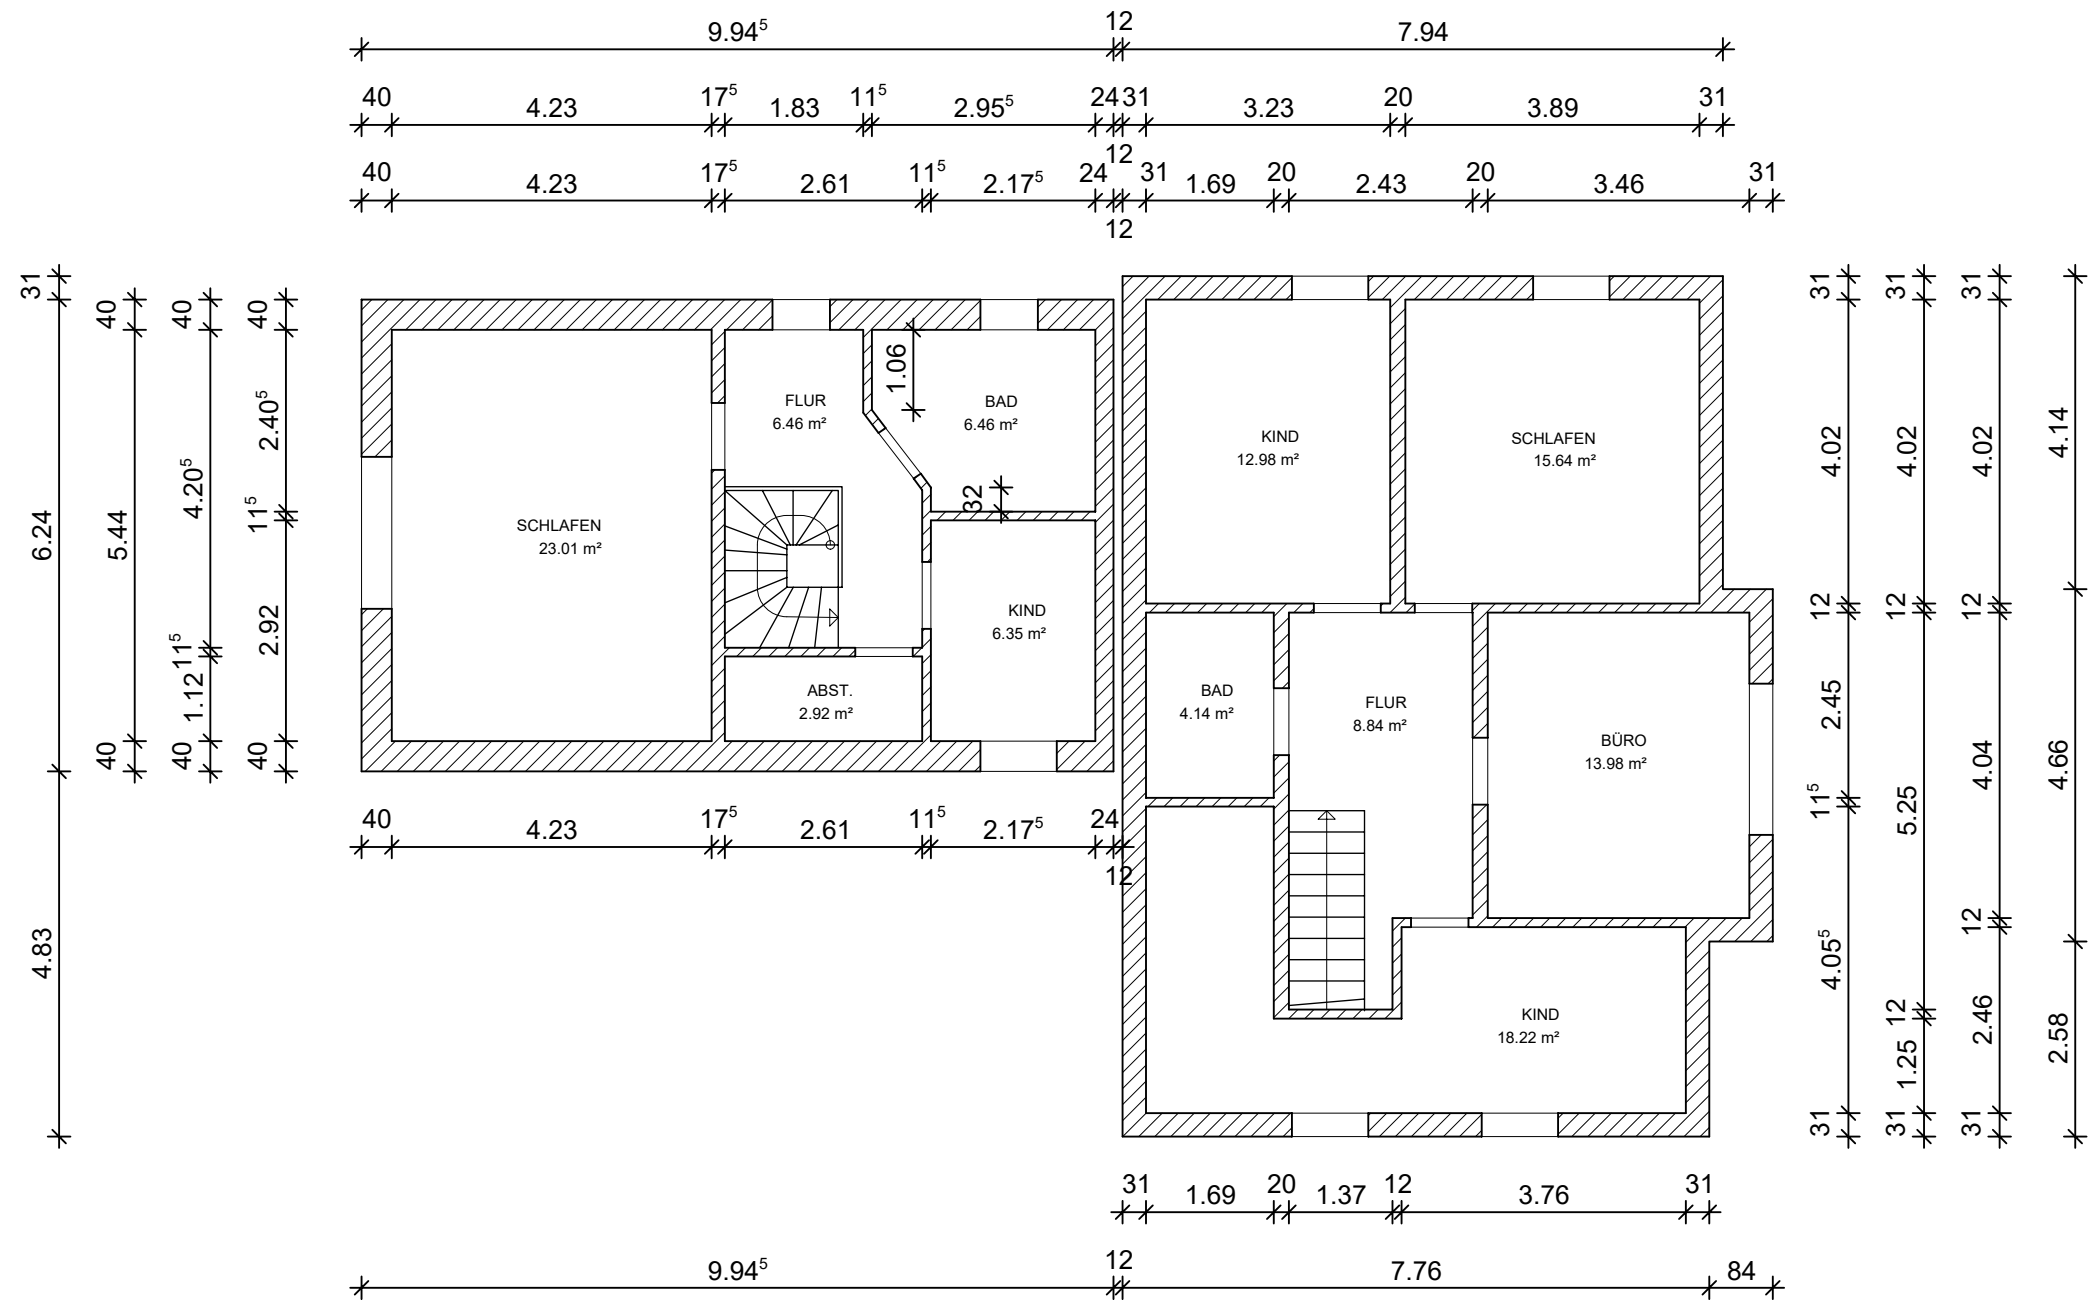 12
9.94⁵ 7.94
40 4.23 17⁵ 1.83 11⁵ 2.95⁵ 24 31 3.23 20 3.89 31
12
40 4.23 17⁵ 2.61 11⁵ 2.17⁵ 24 31 1.69 20 2.43 20 3.46 31
12
31 6.24 4.83
40 5.44 40
40 4.20⁵ 11⁵ 1.12 40
40 2.40⁵ 11⁵ 2.92 40
SCHLAFEN
23.01 m²
FLUR
6.46 m²
1.06
BAD
6.46 m²
32
KIND
6.35 m²
ABST.
2.92 m²
KIND
12.98 m²
SCHLAFEN
15.64 m²
BAD
4.14 m²
FLUR
8.84 m²
BÜRO
13.98 m²
KIND
18.22 m²
31 4.02 12 2.45 11⁵ 4.05⁵ 31
31 4.02 12 5.25 12 1.25 31
31 4.02 12 4.04 12 2.46 31
4.14 4.66 2.58
40 4.23 17⁵ 2.61 11⁵ 2.17⁵ 24
12
31 1.69 20 1.37 12 3.76 31
12
9.94⁵ 7.76 84